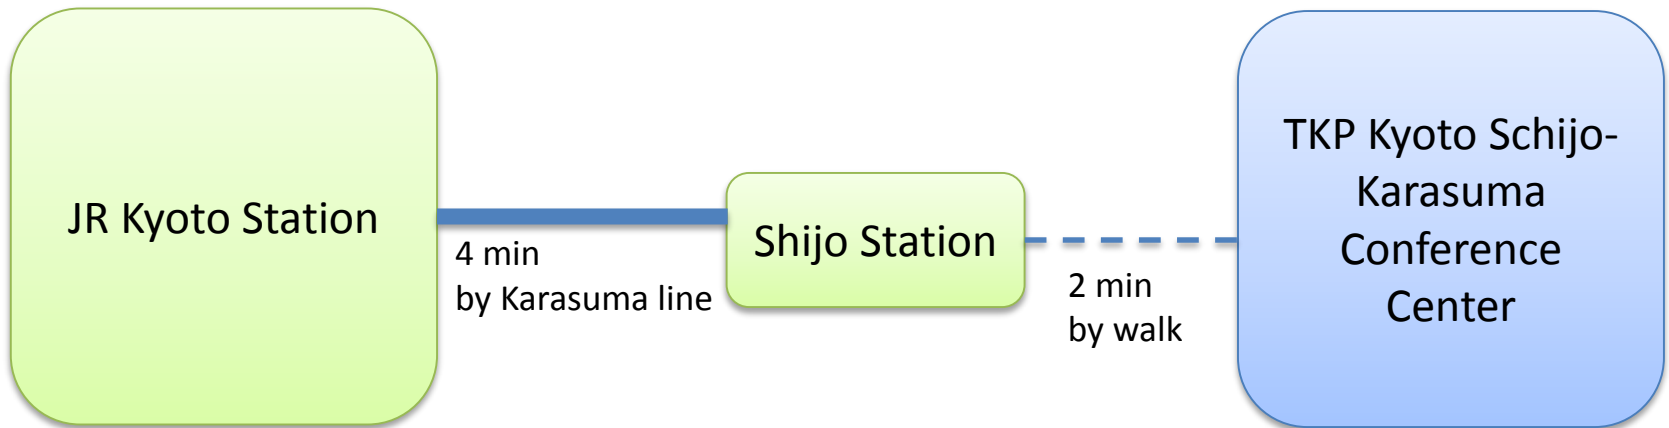 JR Kyoto Station
4 min
by Karasuma line
Shijo Station
2 min
by walk
TKP Kyoto Schijo-
Karasuma
Conference
Center